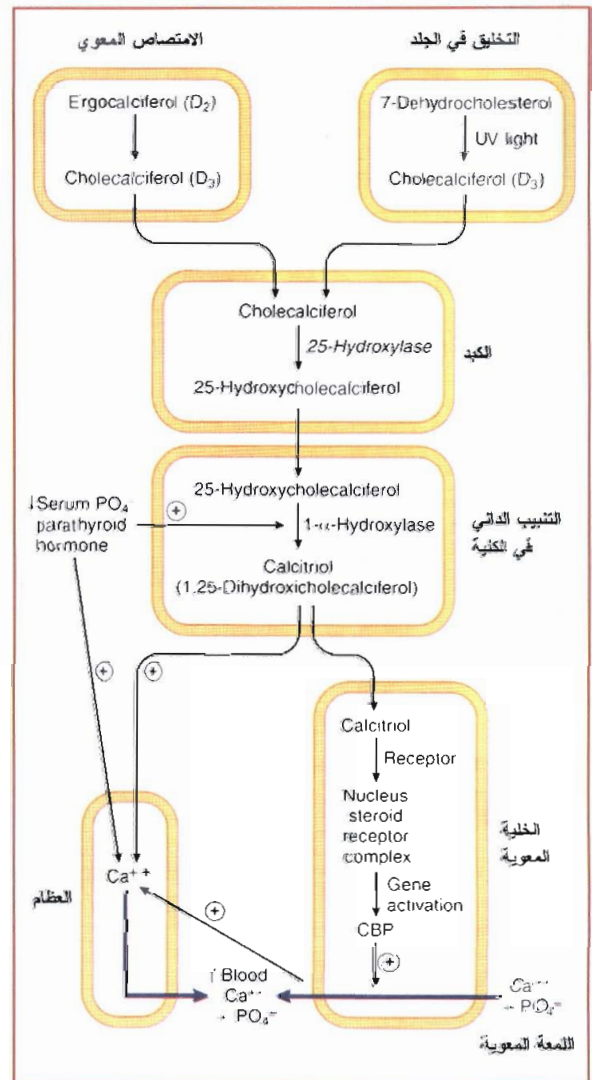 الامتصاص المعوي
التخليق في الجلد
Ergocalciferol (D₂)
Cholecalciferol (D₃)
7-Dehydrocholesterol
UV light
Cholecalciferol (D₃)
Cholecalciferol
25-Hydroxylase
25-Hydroxycholecalciferol
الكبد
25-Hydroxycholecalciferol
1-α-Hydroxylase
Calcitriol
(1,25-Dihydroxicholecalciferol)
التنبيب الداني
في الكلية
↓Serum PO₄
parathyroid
hormone
+
+
+
Calcitriol
Receptor
Nucleus
steroid
receptor
complex
Gene
activation
CBP
+
الخلية
المعوية
Ca⁺⁺
العظام
+
↑Blood
Ca⁺⁺
+ PO₄⁼
Ca⁺⁺
+ PO₄⁼
اللمعة المعوية